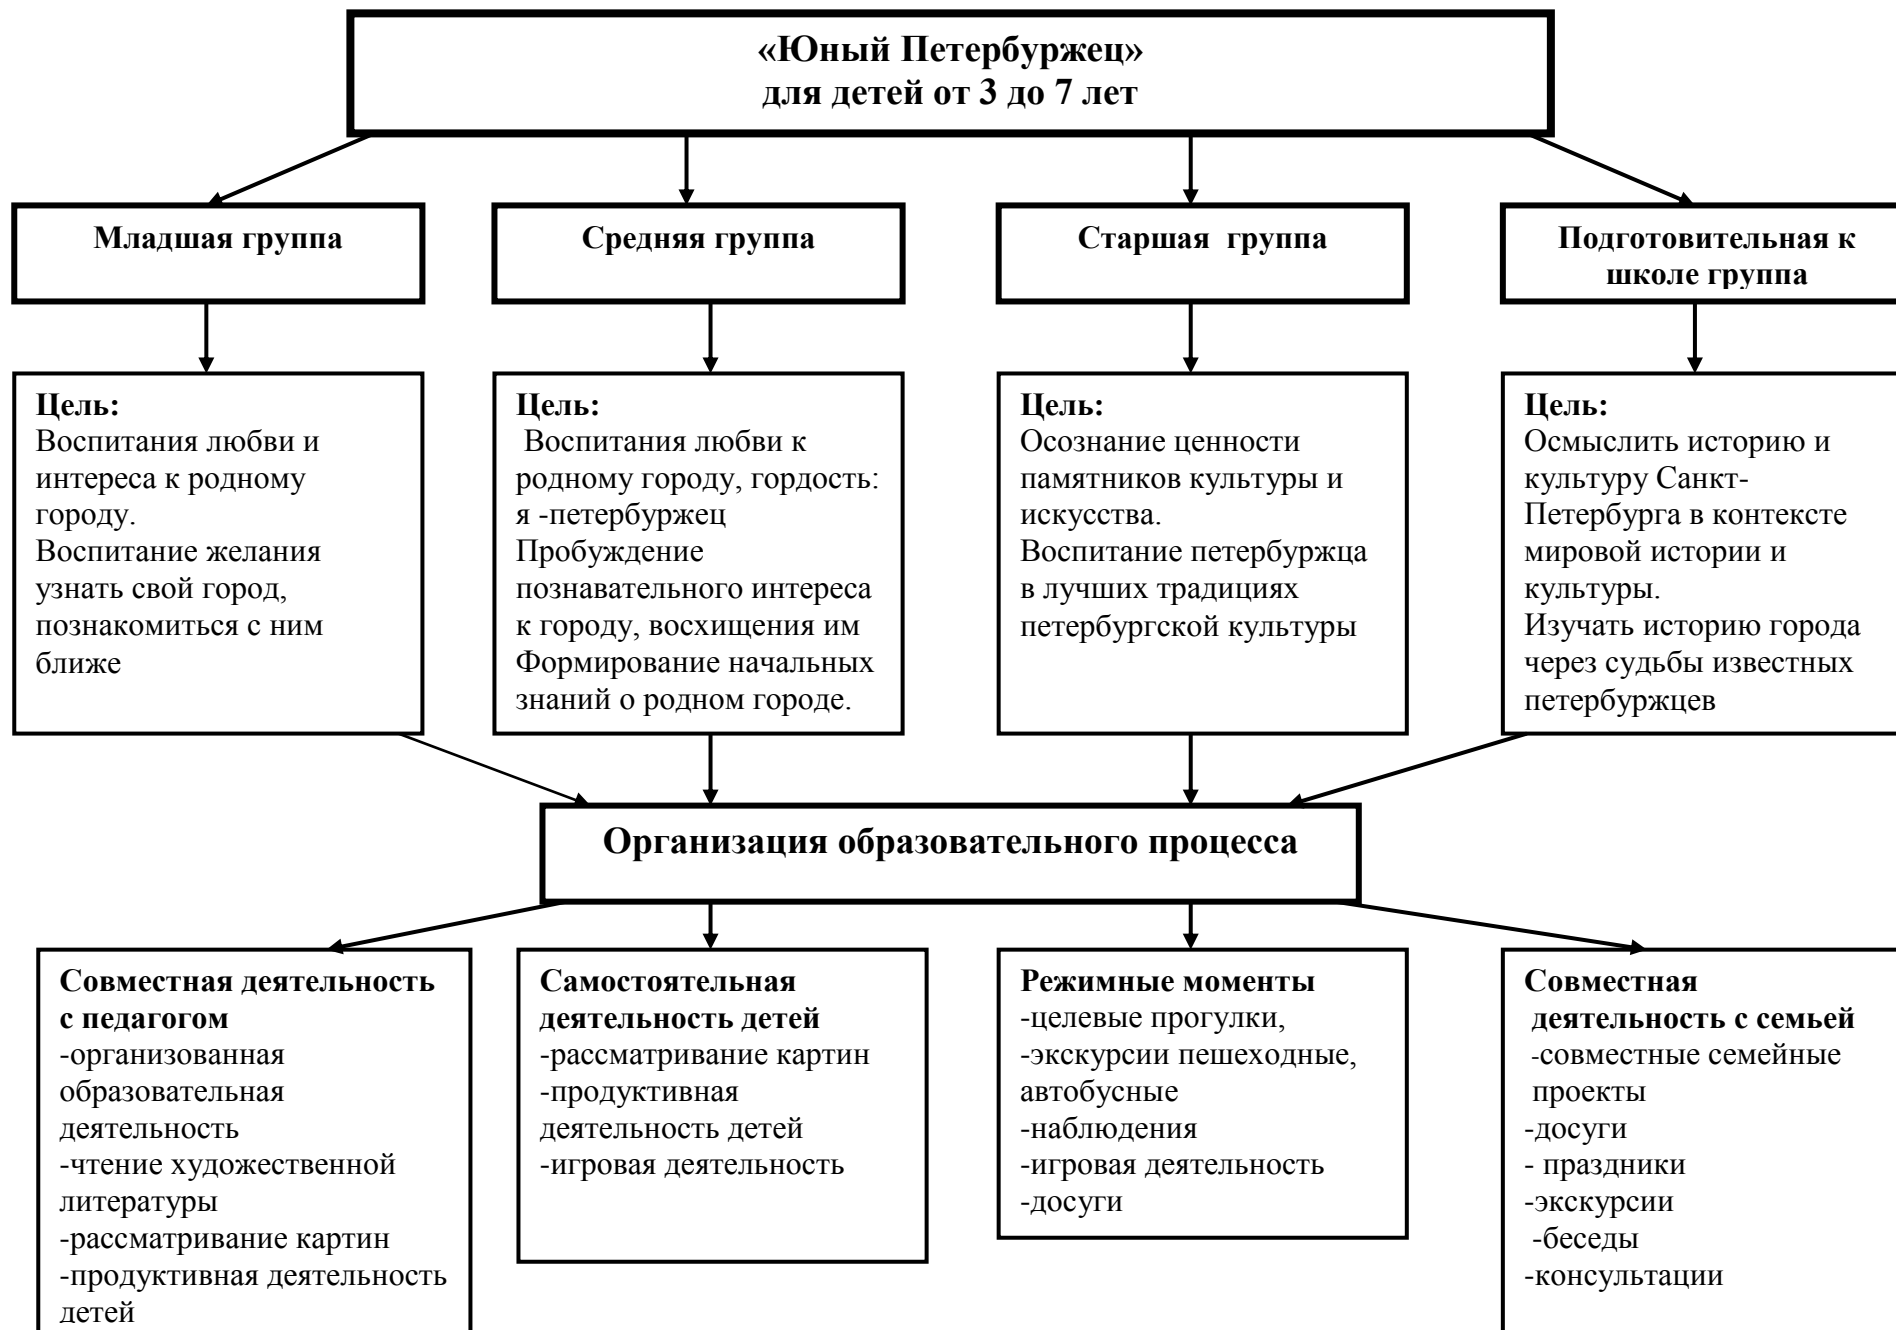 «Юный Петербуржец»
для детей от 3 до 7 лет
Младшая группа
Средняя группа
Старшая  группа
Подготовительная к
школе группа
Цель:
Воспитания любви и
интереса к родному
городу.
Воспитание желания
узнать свой город,
познакомиться с ним
ближе
Цель:
Воспитания любви к
родному городу, гордость:
я -петербуржец
Пробуждение
познавательного интереса
к городу, восхищения им
Формирование начальных
знаний о родном городе.
Цель:
Осознание ценности
памятников культуры и
искусства.
Воспитание петербуржца
в лучших традициях
петербургской культуры
Цель:
Осмыслить историю и
культуру Санкт-
Петербурга в контексте
мировой истории и
культуры.
Изучать историю города
через судьбы известных
петербуржцев
Организация образовательного процесса
Совместная деятельность
с педагогом
-организованная
образовательная
деятельность
-чтение художественной
литературы
-рассматривание картин
-продуктивная деятельность
детей
Самостоятельная
деятельность детей
-рассматривание картин
-продуктивная
деятельность детей
-игровая деятельность
Режимные моменты
-целевые прогулки,
-экскурсии пешеходные,
автобусные
-наблюдения
-игровая деятельность
-досуги
Совместная
деятельность с семьей
-совместные семейные
проекты
-досуги
- праздники
-экскурсии
-беседы
-консультации